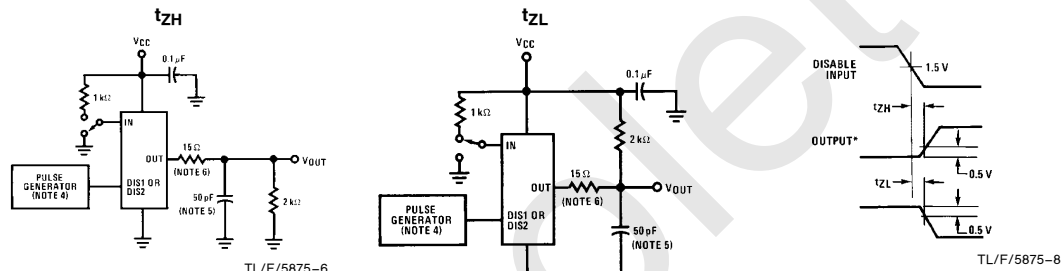 tZH
VCC
0.1 µF
1 kΩ
IN
OUT
15 Ω
(NOTE 6)
VOUT
PULSE
GENERATOR
(NOTE 4)
DIS1 OR
DIS2
50 pF
(NOTE 5)
2 kΩ
TL/F/5875–6
tZL
VCC
0.1 µF
1 kΩ
2 kΩ
IN
OUT
15 Ω
(NOTE 6)
VOUT
PULSE
GENERATOR
(NOTE 4)
DIS1 OR
DIS2
50 pF
(NOTE 5)
DISABLE
INPUT
1.5 V
tZH
OUTPUT*
0.5 V
tZL
0.5 V
TL/F/5875–8
olet